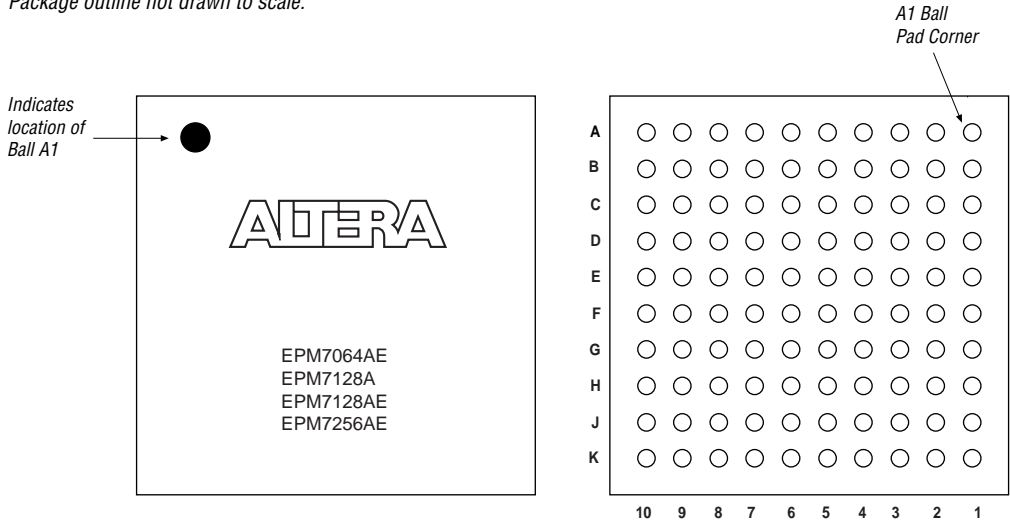 Package outline not drawn to scale.
A1 Ball
Pad Corner
Indicates
location of
Ball A1
ALTERA
EPM7064AE
EPM7128A
EPM7128AE
EPM7256AE
A
B
C
D
E
F
G
H
J
K
10 9 8 7 6 5 4 3 2 1